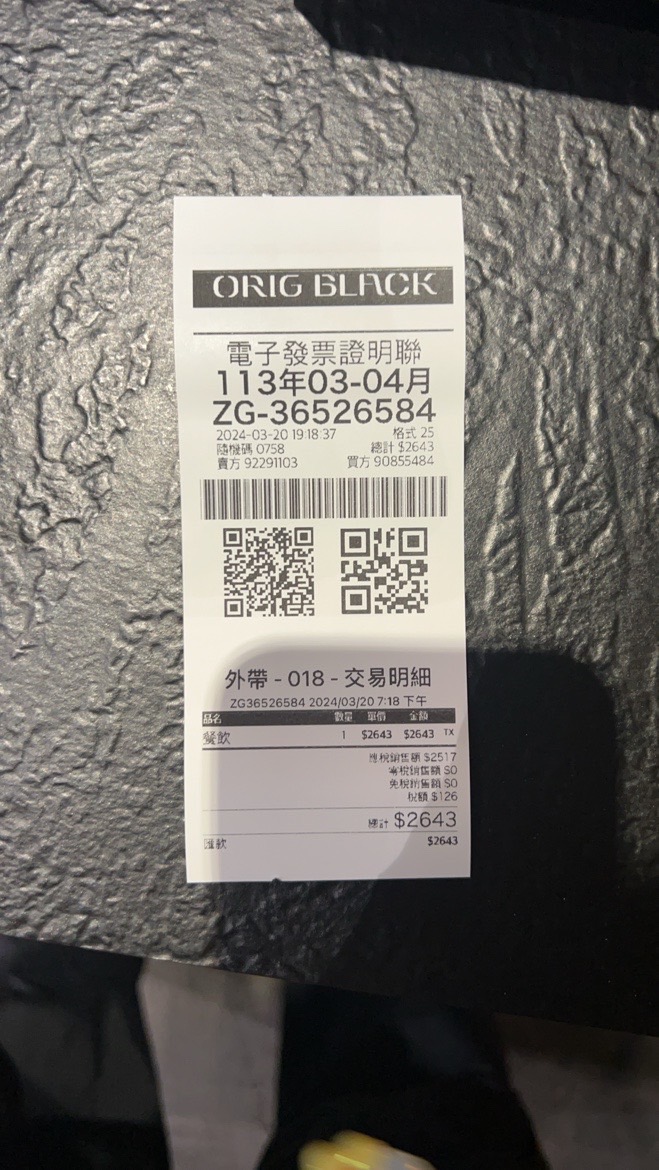 ORIG BLACK
電子發票證明聯
113年03-04月
ZG-36526584
2024-03-20 19:18:37 格式 25
隨機碼 0758 總計 $2643
賣方 92291103 買方 90855484
外帶 - 018 - 交易明細
ZG36526584 2024/03/20 7:18 下午
品名 數量 單價 金額
餐飲 1 $2643 $2643 TX
應稅銷售額 $2517
零稅銷售額 $0
免稅銷售額 $0
稅額 $126
總計 $2643
匯款 $2643